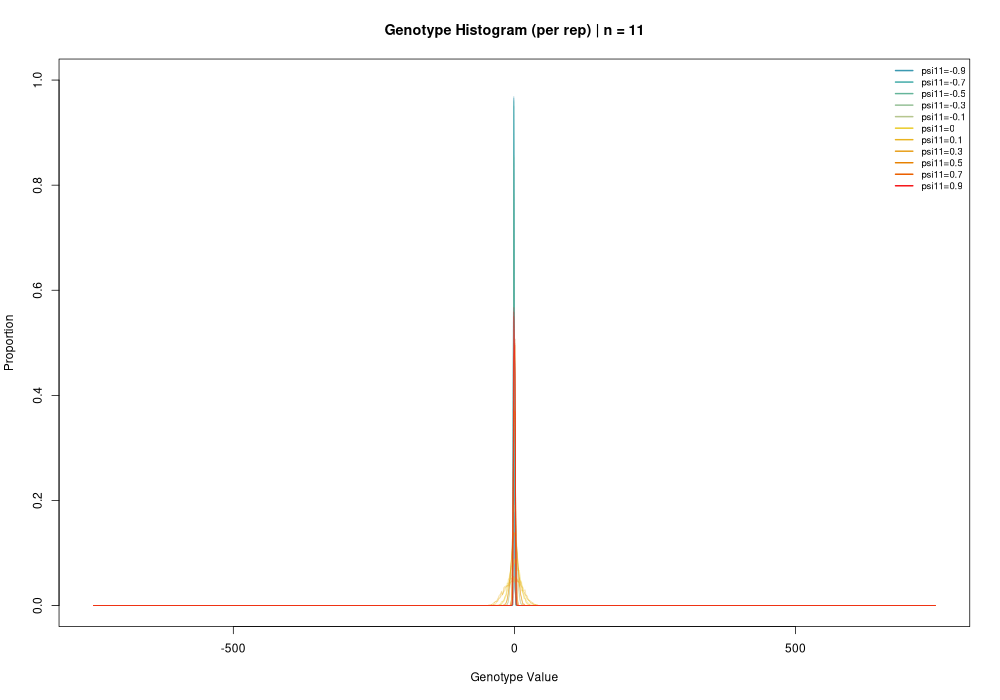 Genotype Histogram (per rep) | n = 11
psi11=-0.9
psi11=-0.7
psi11=-0.5
psi11=-0.3
psi11=-0.1
psi11=0
psi11=0.1
psi11=0.3
psi11=0.5
psi11=0.7
psi11=0.9
Proportion
1.0
0.8
0.6
0.4
0.2
0.0
-500 0 500
Genotype Value